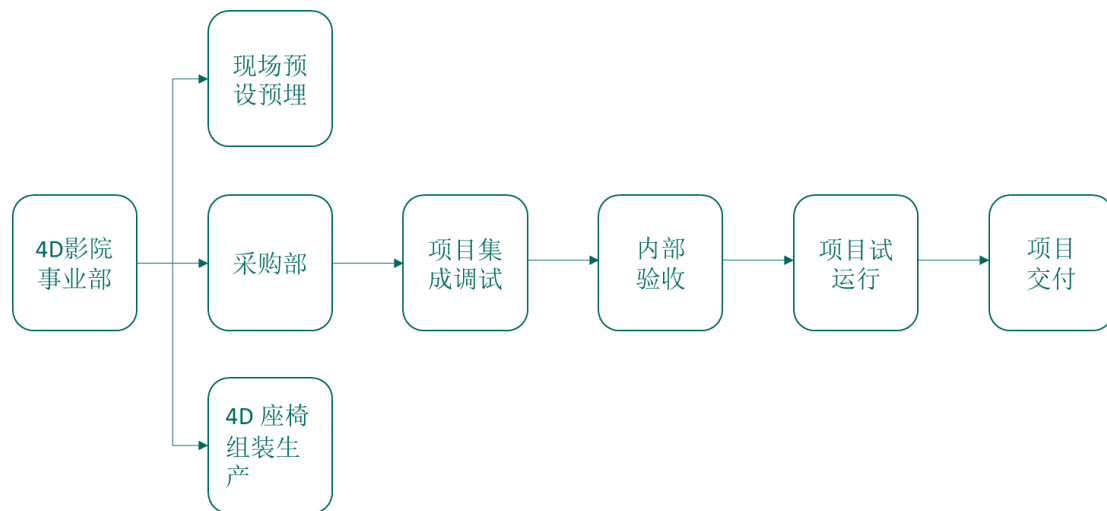 现场预
设预埋
4D影院
事业部
采购部
项目集
成调试
内部
验收
项目试
运行
项目
交付
4D 座椅
组装生
产